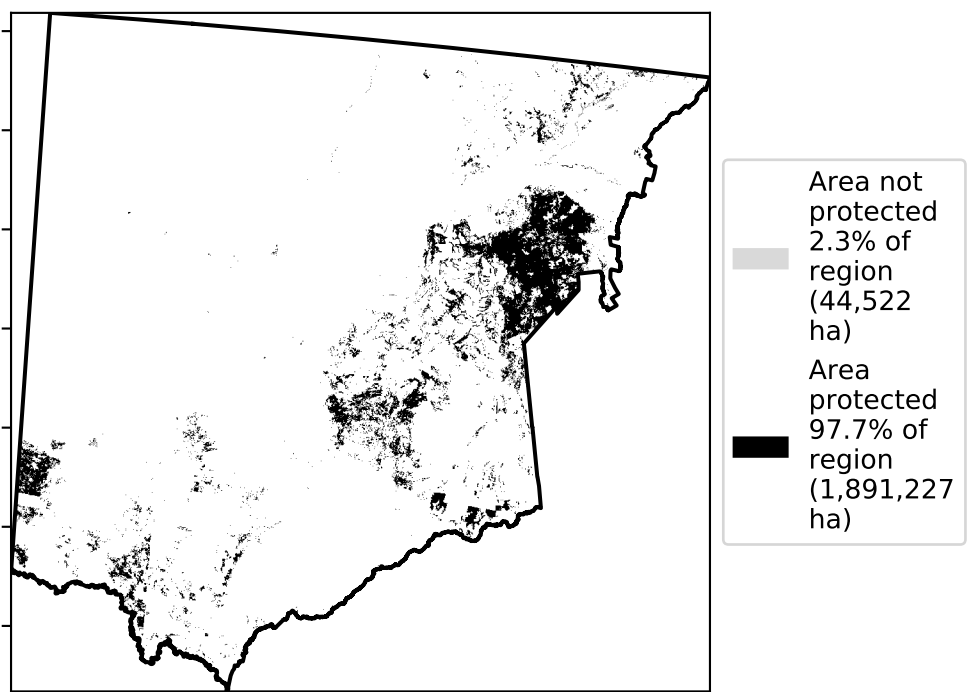 Area not
protected
2.3% of
region
(44,522
ha)
Area
protected
97.7% of
region
(1,891,227
ha)